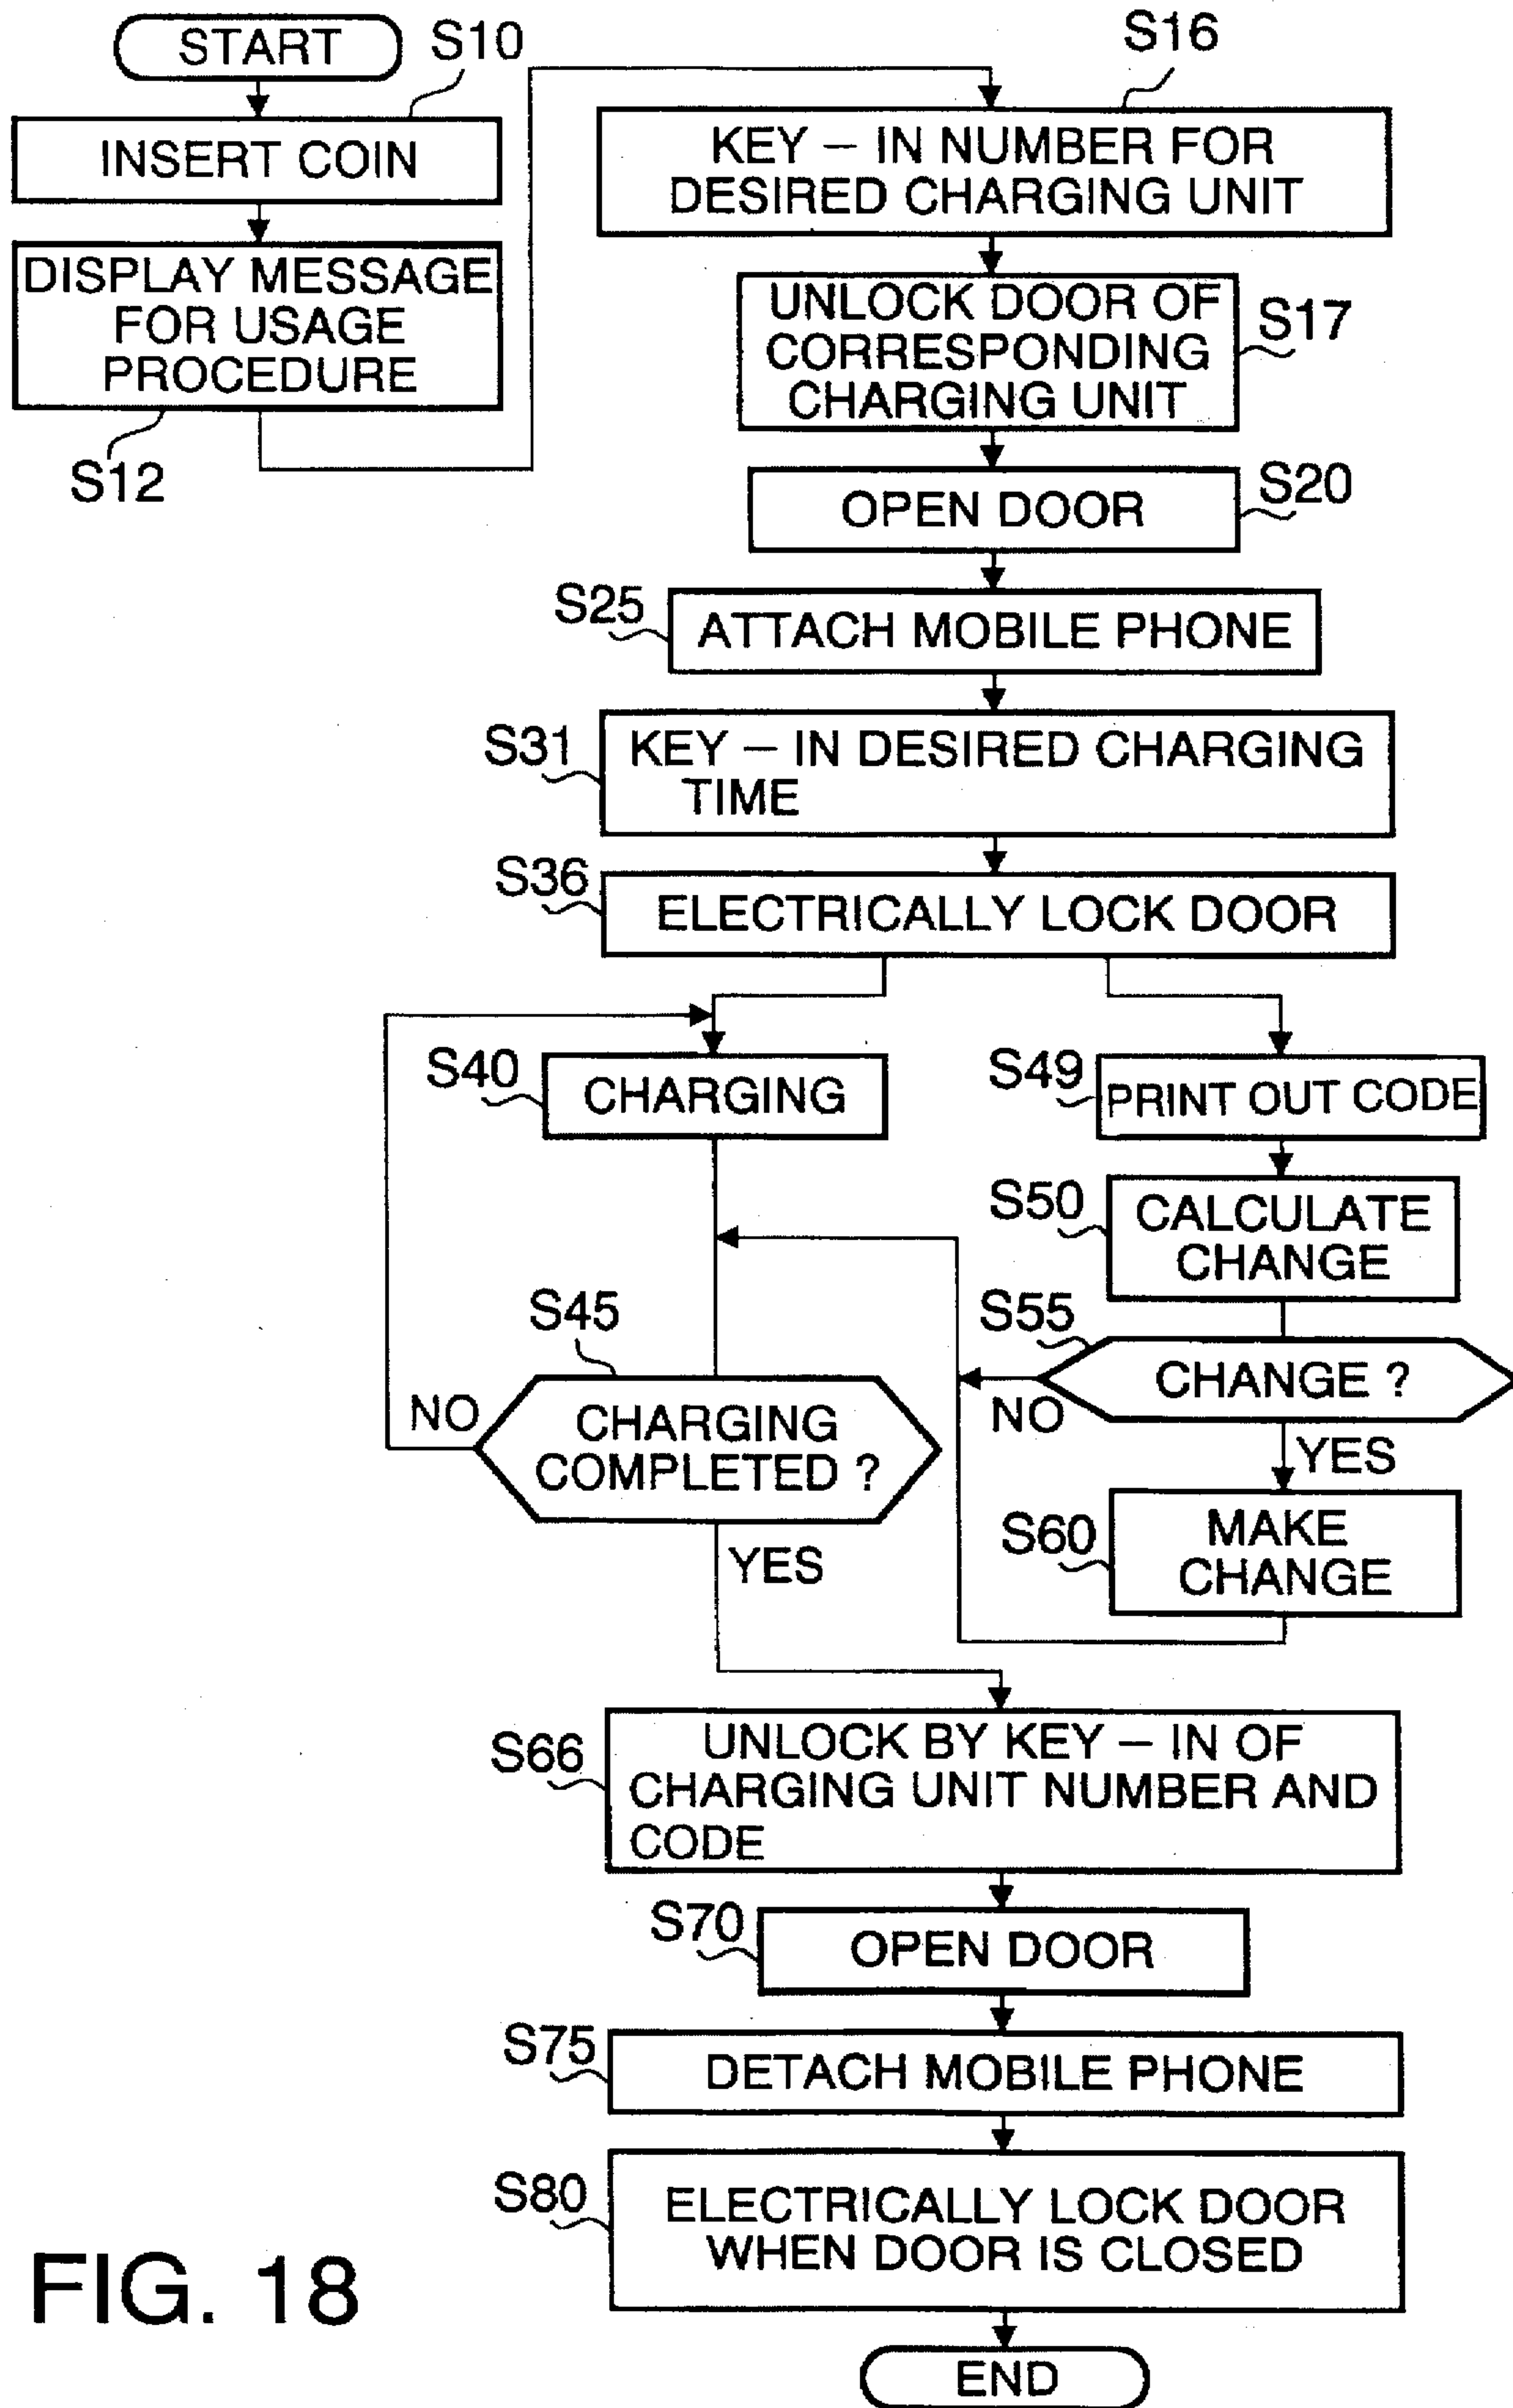 START
S10
INSERT COIN
DISPLAY MESSAGE
FOR USAGE
PROCEDURE
S12
S16
KEY – IN NUMBER FOR
DESIRED CHARGING UNIT
UNLOCK DOOR OF
CORRESPONDING
CHARGING UNIT
S17
OPEN DOOR
S20
S25
ATTACH MOBILE PHONE
S31
KEY – IN DESIRED CHARGING
TIME
S36
ELECTRICALLY LOCK DOOR
S40
CHARGING
S49
PRINT OUT CODE
S50
CALCULATE
CHANGE
S45
CHARGING
COMPLETED ?
NO
YES
S55
CHANGE ?
NO
YES
S60
MAKE
CHANGE
S66
UNLOCK BY KEY – IN OF
CHARGING UNIT NUMBER AND
CODE
S70
OPEN DOOR
S75
DETACH MOBILE PHONE
S80
ELECTRICALLY LOCK DOOR
WHEN DOOR IS CLOSED
END
FIG. 18